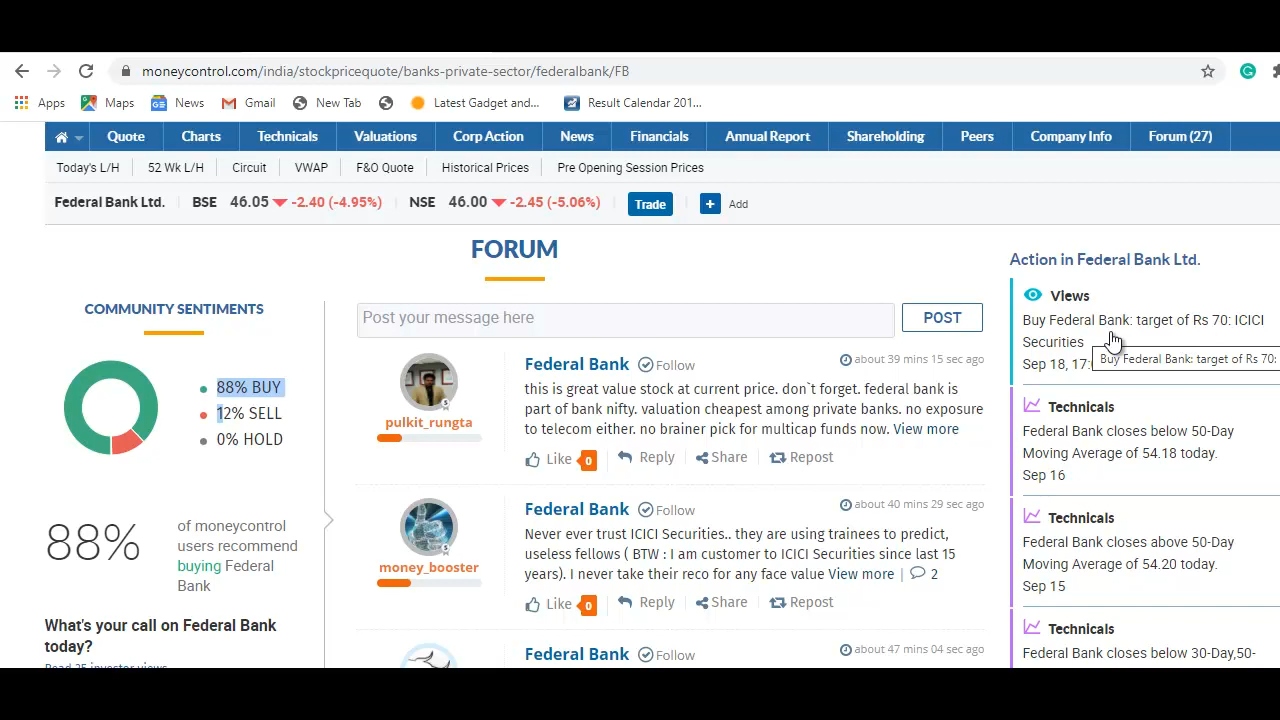 moneycontrol.com/india/stockpricequote/banks-private-sector/federalbank/FB
Apps Maps News Gmail New Tab Latest Gadget and... Result Calendar 201...
Quote Charts Technicals Valuations Corp Action News Financials Annual Report Shareholding Peers Company Info Forum (27)
Today's L/H 52 Wk L/H Circuit VWAP F&O Quote Historical Prices Pre Opening Session Prices
Federal Bank Ltd. BSE 46.05 -2.40 (-4.95%) NSE 46.00 -2.45 (-5.06%) Trade + Add
FORUM
COMMUNITY SENTIMENTS
88% BUY
12% SELL
0% HOLD
88%
of moneycontrol
users recommend
buying Federal
Bank
What's your call on Federal Bank
today?
Read 25 investor views
Post your message here POST
Federal Bank Follow about 39 mins 15 sec ago
pulkit_rungta
this is great value stock at current price. don`t forget. federal bank is
part of bank nifty. valuation cheapest among private banks. no exposure
to telecom either. no brainer pick for multicap funds now. View more
Like 0 Reply Share Repost
Federal Bank Follow about 40 mins 29 sec ago
money_booster
Never ever trust ICICI Securities.. they are using trainees to predict,
useless fellows ( BTW : I am customer to ICICI Securities since last 15
years). I never take their reco for any face value View more | 2
Like 0 Reply Share Repost
Federal Bank Follow about 47 mins 04 sec ago
Action in Federal Bank Ltd.
Views
Buy Federal Bank: target of Rs 70: ICICI
Securities
Sep 18, 17:
Buy Federal Bank: target of Rs 70:
Technicals
Federal Bank closes below 50-Day
Moving Average of 54.18 today.
Sep 16
Technicals
Federal Bank closes above 50-Day
Moving Average of 54.20 today.
Sep 15
Technicals
Federal Bank closes below 30-Day,50-